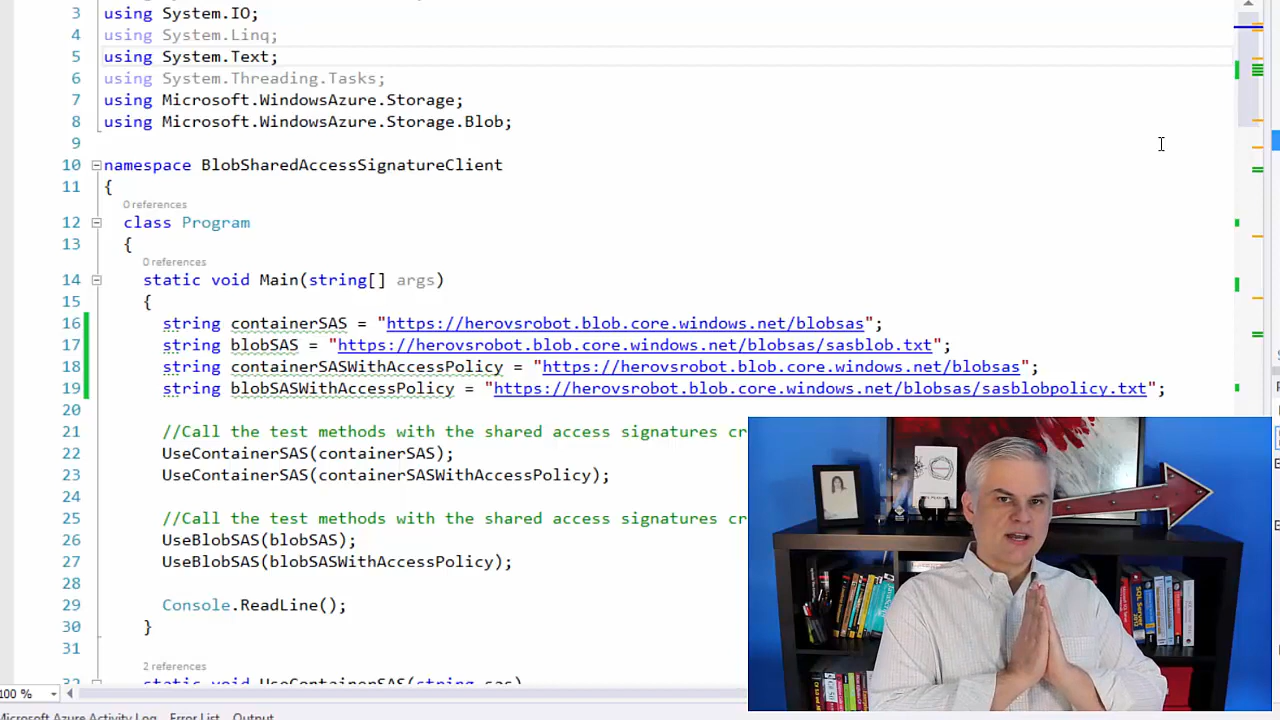 3 using System.IO;
4 using System.Linq;
5 using System.Text;
6 using System.Threading.Tasks;
7 using Microsoft.WindowsAzure.Storage;
8 using Microsoft.WindowsAzure.Storage.Blob;
9
10 namespace BlobSharedAccessSignatureClient
11 {
0 references
12 class Program
13 {
0 references
14 static void Main(string[] args)
15 {
16 string containerSAS = "https://herovsrobot.blob.core.windows.net/blobsas";
17 string blobSAS = "https://herovsrobot.blob.core.windows.net/blobsas/sasblob.txt";
18 string containerSASWithAccessPolicy = "https://herovsrobot.blob.core.windows.net/blobsas";
19 string blobSASWithAccessPolicy = "https://herovsrobot.blob.core.windows.net/blobsas/sasblobpolicy.txt";
20
21 //Call the test methods with the shared access signatures cr
22 UseContainerSAS(containerSAS);
23 UseContainerSAS(containerSASWithAccessPolicy);
24
25 //Call the test methods with the shared access signatures cr
26 UseBlobSAS(blobSAS);
27 UseBlobSAS(blobSASWithAccessPolicy);
28
29 Console.ReadLine();
30 }
31
2 references
32 static void UseContainerSAS(string sas)
100 %
Microsoft Azure Activity Log Error List Output